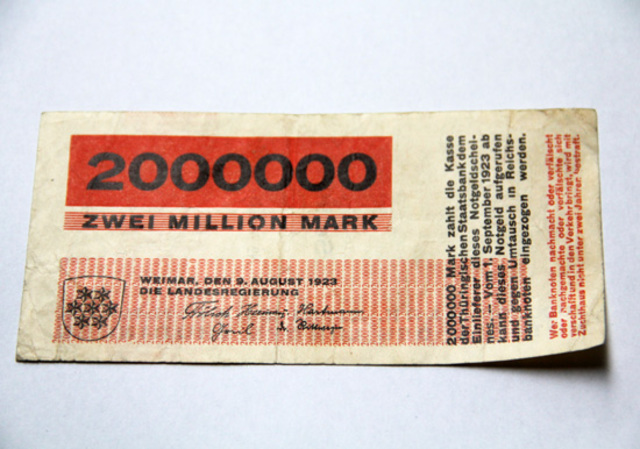 2000000
ZWEI MILLION MARK
WEIMAR, DEN 9. AUGUST 1923
DIE LANDESREGIERUNG
Hartmann
2000000 Mark zahlt die Kasse
der Thüringischen Staatsbank dem
Einlieferer dieses Notgeldschei-
nes.— Vom 1. September 1923 ab
kann dieses Notgeld aufgerufen
und gegen Umtausch in Reichs-
banknoten eingezogen werden.
Wer Banknoten nachmacht oder verfälscht
oder nachgemachte oder verfälschte sich
verschafft und in den Verkehr bringt, wird mit
Zuchthaus nicht unter zwei Jahren bestraft.